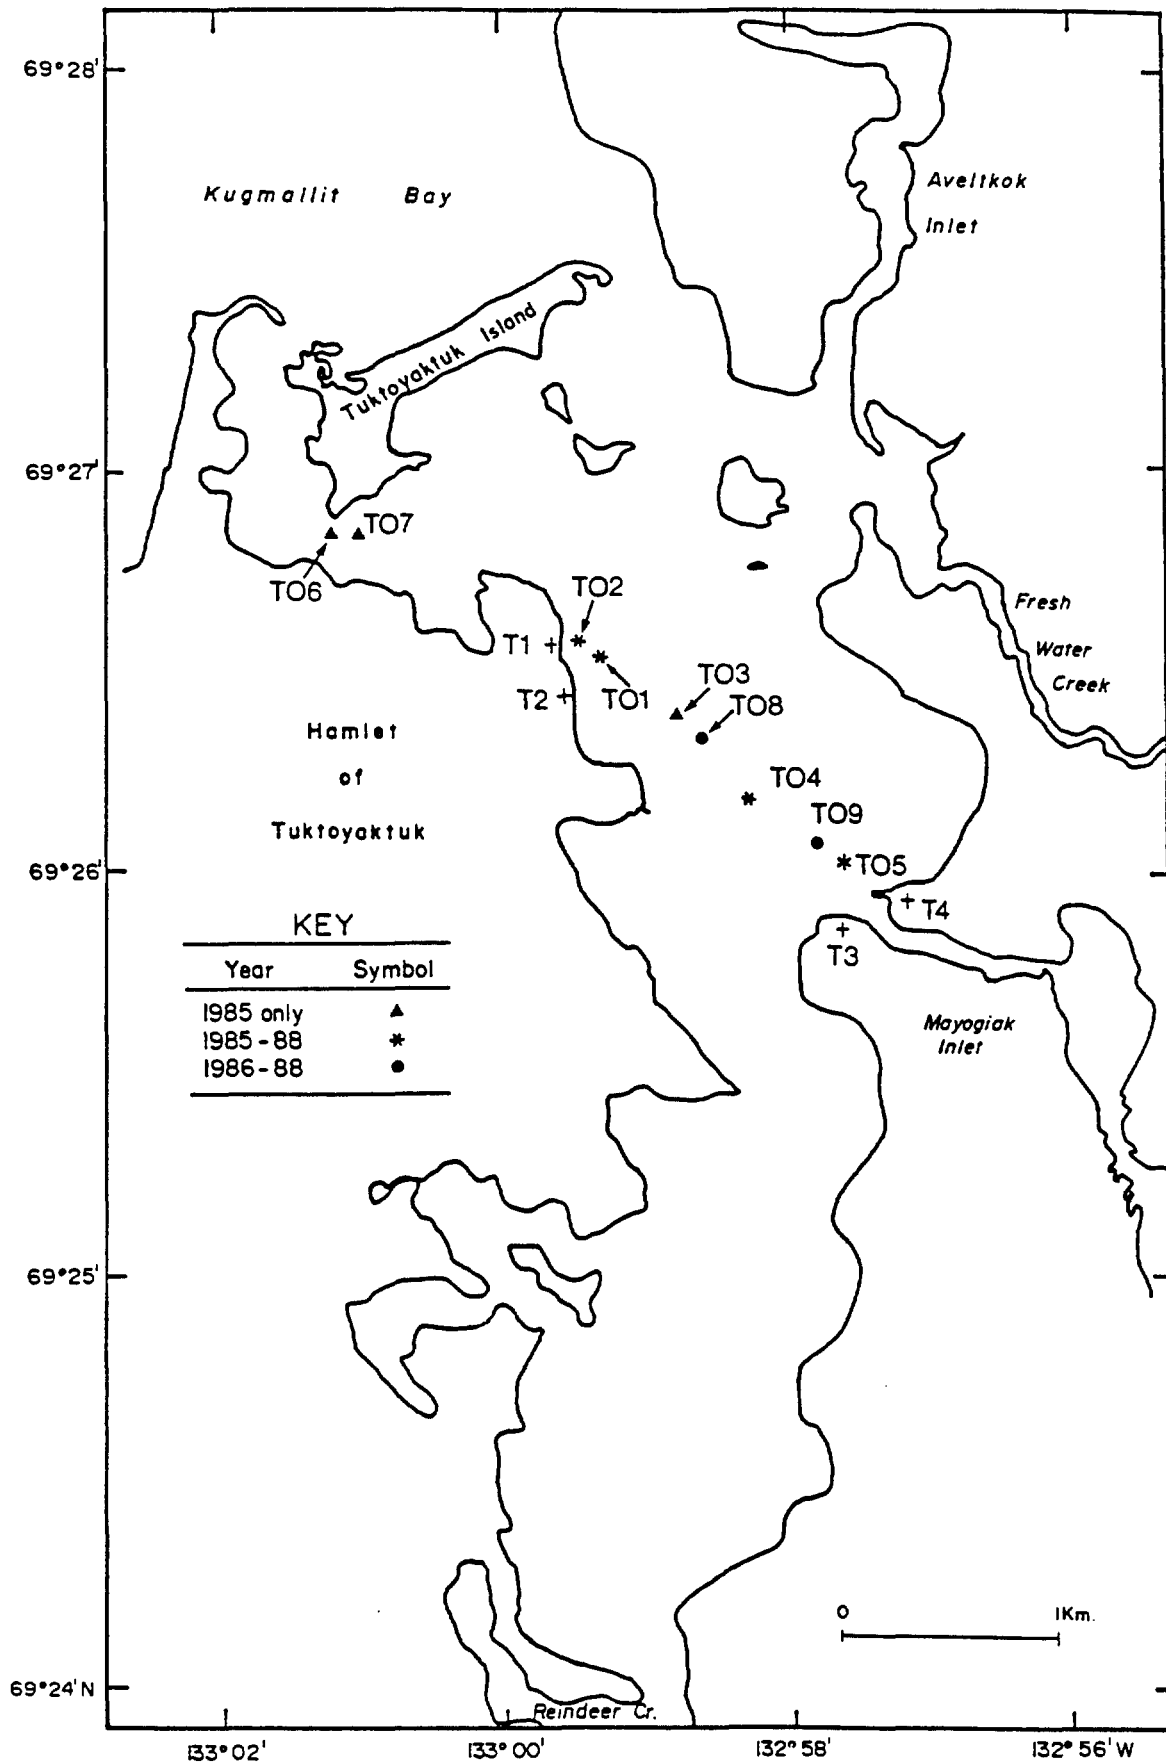 69°28'
Kugmallit Bay
Aveltkok
Inlet
Tuktoyaktuk Island
69°27'
TO7
TO6
TO2
Fresh
Water
Creek
T1
TO1
TO3
T2
TO8
Hamlet
of
Tuktoyaktuk
TO4
TO9
69°26'
TO5
T4
T3
KEY
Year Symbol
1985 only ▲
1985-88 *
1986-88 ●
Mayogiak
Inlet
69°25'
0 1Km.
69°24'N
Reindeer Cr.
133°02' 133°00' 132°58' 132°56'W